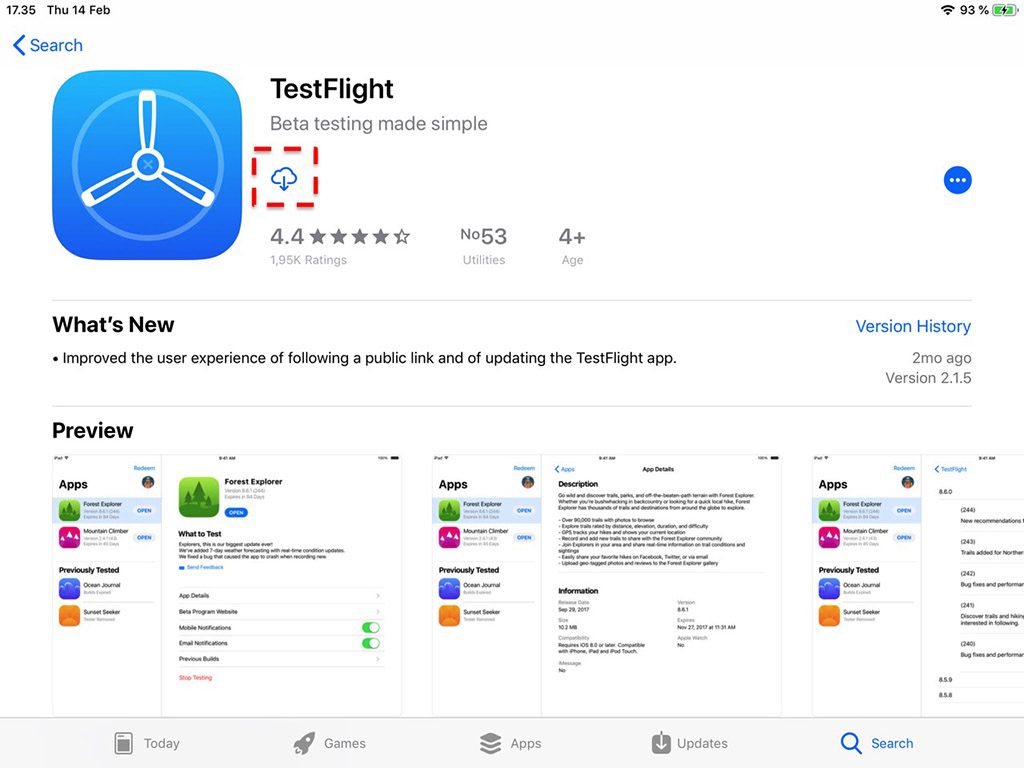 17.35 Thu 14 Feb
93 %
Search
TestFlight
Beta testing made simple
4.4
No53
4+
1,95K Ratings
Utilities
Age
What's New
Version History
• Improved the user experience of following a public link and of updating the TestFlight app.
2mo ago
Version 2.1.5
Preview
iPad
9:41 AM
100%
Redeem
Apps
Forest Explorer
Version 8.6.1 (244)
Expires in 84 Days
OPEN
Mountain Climber
Version 2.4.1 (43)
Expires in 45 Days
OPEN
Previously Tested
Ocean Journal
Builds Expired
Sunset Seeker
Tester Removed
Forest Explorer
Version 8.6.1 (244)
Expires in 84 Days
OPEN
What to Test
Explorers, this is our biggest update ever!
We've added 7-day weather forecasting with real-time condition updates.
We fixed a bug that caused the app to crash when recording new.
Send Feedback
App Details
Beta Program Website
Mobile Notifications
Email Notifications
Previous Builds
Stop Testing
iPad
9:41 AM
100%
Redeem
Apps
Forest Explorer
Version 8.6.1 (244)
Expires in 84 Days
OPEN
Mountain Climber
Version 2.4.1 (43)
Expires in 45 Days
OPEN
Previously Tested
Ocean Journal
Builds Expired
Sunset Seeker
Tester Removed
Apps
App Details
Description
Go wild and discover trails, parks, and off-the-beaten-path terrain with Forest Explorer.
Whether you're bushwhacking in backcountry or looking for a quick local hike, Forest
Explorer has thousands of trails and destinations from around the globe to explore.
- Over 90,000 trails with photos to browse
- Explore trails rated by elevation, duration, and difficulty
- GPS tracks your hikes and shows your current location
- Record and add new trails to share with the Forest Explorer community
- Join Explorers in your area and share real-time information on trail conditions and
sightings
- Easily share your favorite hikes on Facebook, Twitter, or via email
- Upload geo-tagged photos and reviews to the Forest Explorer gallery
Information
Release Date
Sep 29, 2017
Version
8.6.1
Size
10.2 MB
Expires
Nov 27, 2017 at 11:31 AM
Compatibility
Requires iOS 8.0 or later. Compatible
with iPhone, iPad and iPod Touch.
Apple Watch
No
iMessage
No
iPad
9:41 AM
Redeem
Apps
Forest Explorer
Version 8.6.1 (244)
Expires in 84 Days
OPEN
Mountain Climber
Version 2.4.1 (43)
Expires in 45 Days
OPEN
Previously Tested
Ocean Journal
Builds Expired
Sunset Seeker
Tester Removed
TestFlight
8.6.0
(244)
New recommendations
(243)
Trails added for Norther
(242)
Bug fixes and performan
(241)
Discover trails and hiking
interested in following.
(240)
Bug fixes and performan
8.5.9
8.5.8
Today
Games
Apps
Updates
Search